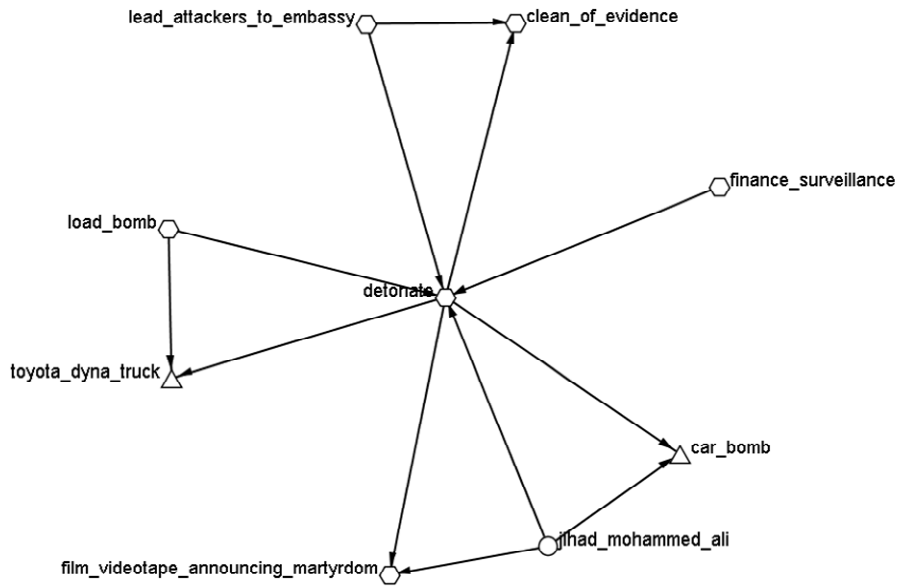 lead_attackers_to_embassy
clean_of_evidence
finance_surveillance
load_bomb
detonate
toyota_dyna_truck
car_bomb
jihad_mohammed_ali
film_videotape_announcing_martyrdom